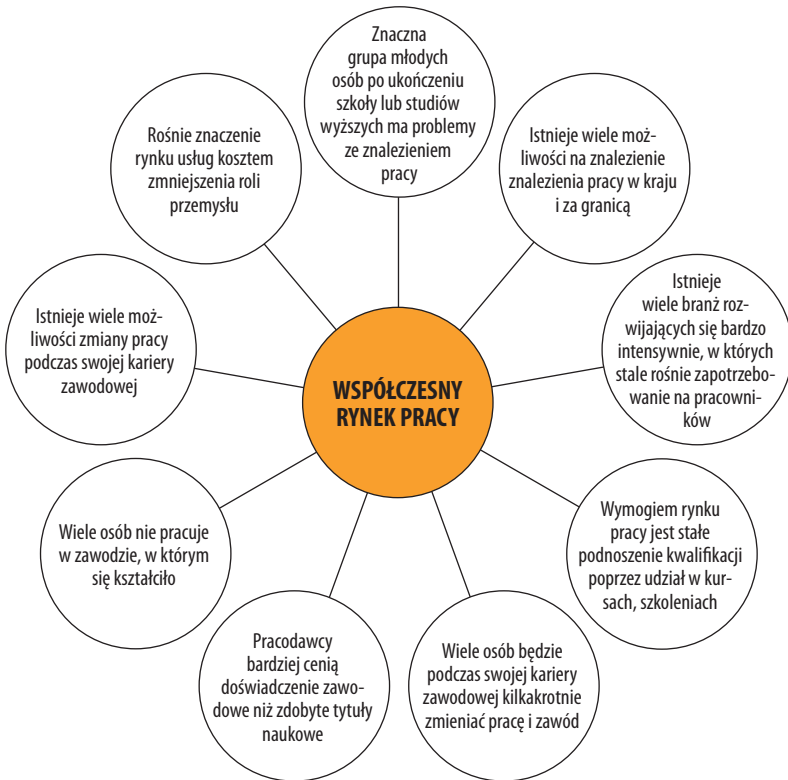 Znaczna
grupa młodych
osób po ukończeniu
szkoły lub studiów
wyższych ma problemy
ze znalezieniem
pracy
Istnieje wiele moż-
liwości na znalezienie
znalezienia pracy w kraju
i za granicą
Istnieje
wiele branż roz-
wijających się bardzo
intensywnie, w których
stale rośnie zapotrzebo-
wanie na pracowni-
ków
Wymogiem rynku
pracy jest stałe
podnoszenie kwalifikacji
poprzez udział w kur-
sach, szkoleniach
Wiele osób będzie
podczas swojej kariery
zawodowej kilkakrotnie
zmieniać pracę i zawód
Pracodawcy
bardziej cenią
doświadczenie zawo-
dowe niż zdobyte tytuły
naukowe
Wiele osób nie pracuje
w zawodzie, w którym
się kształciło
Istnieje wiele moż-
liwości zmiany pracy
podczas swojej kariery
zawodowej
Rośnie znaczenie
rynku usług kosztem
zmniejszenia roli
przemysłu
WSPÓŁCZESNY
RYNEK PRACY